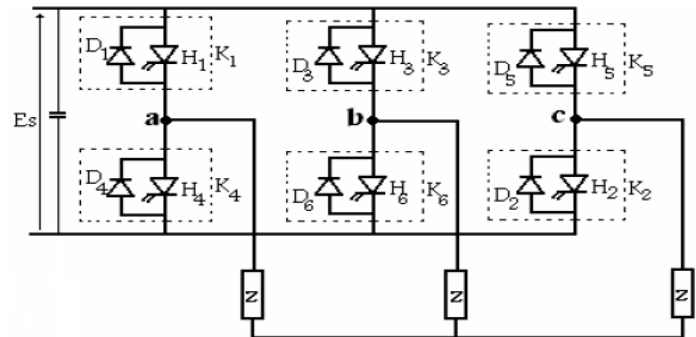 D1 H1 K1 D3 H3 K3 D5 H5 K5
Es a b c
D4 H4 K4 D6 H6 K6 D2 H2 K2
Z Z Z